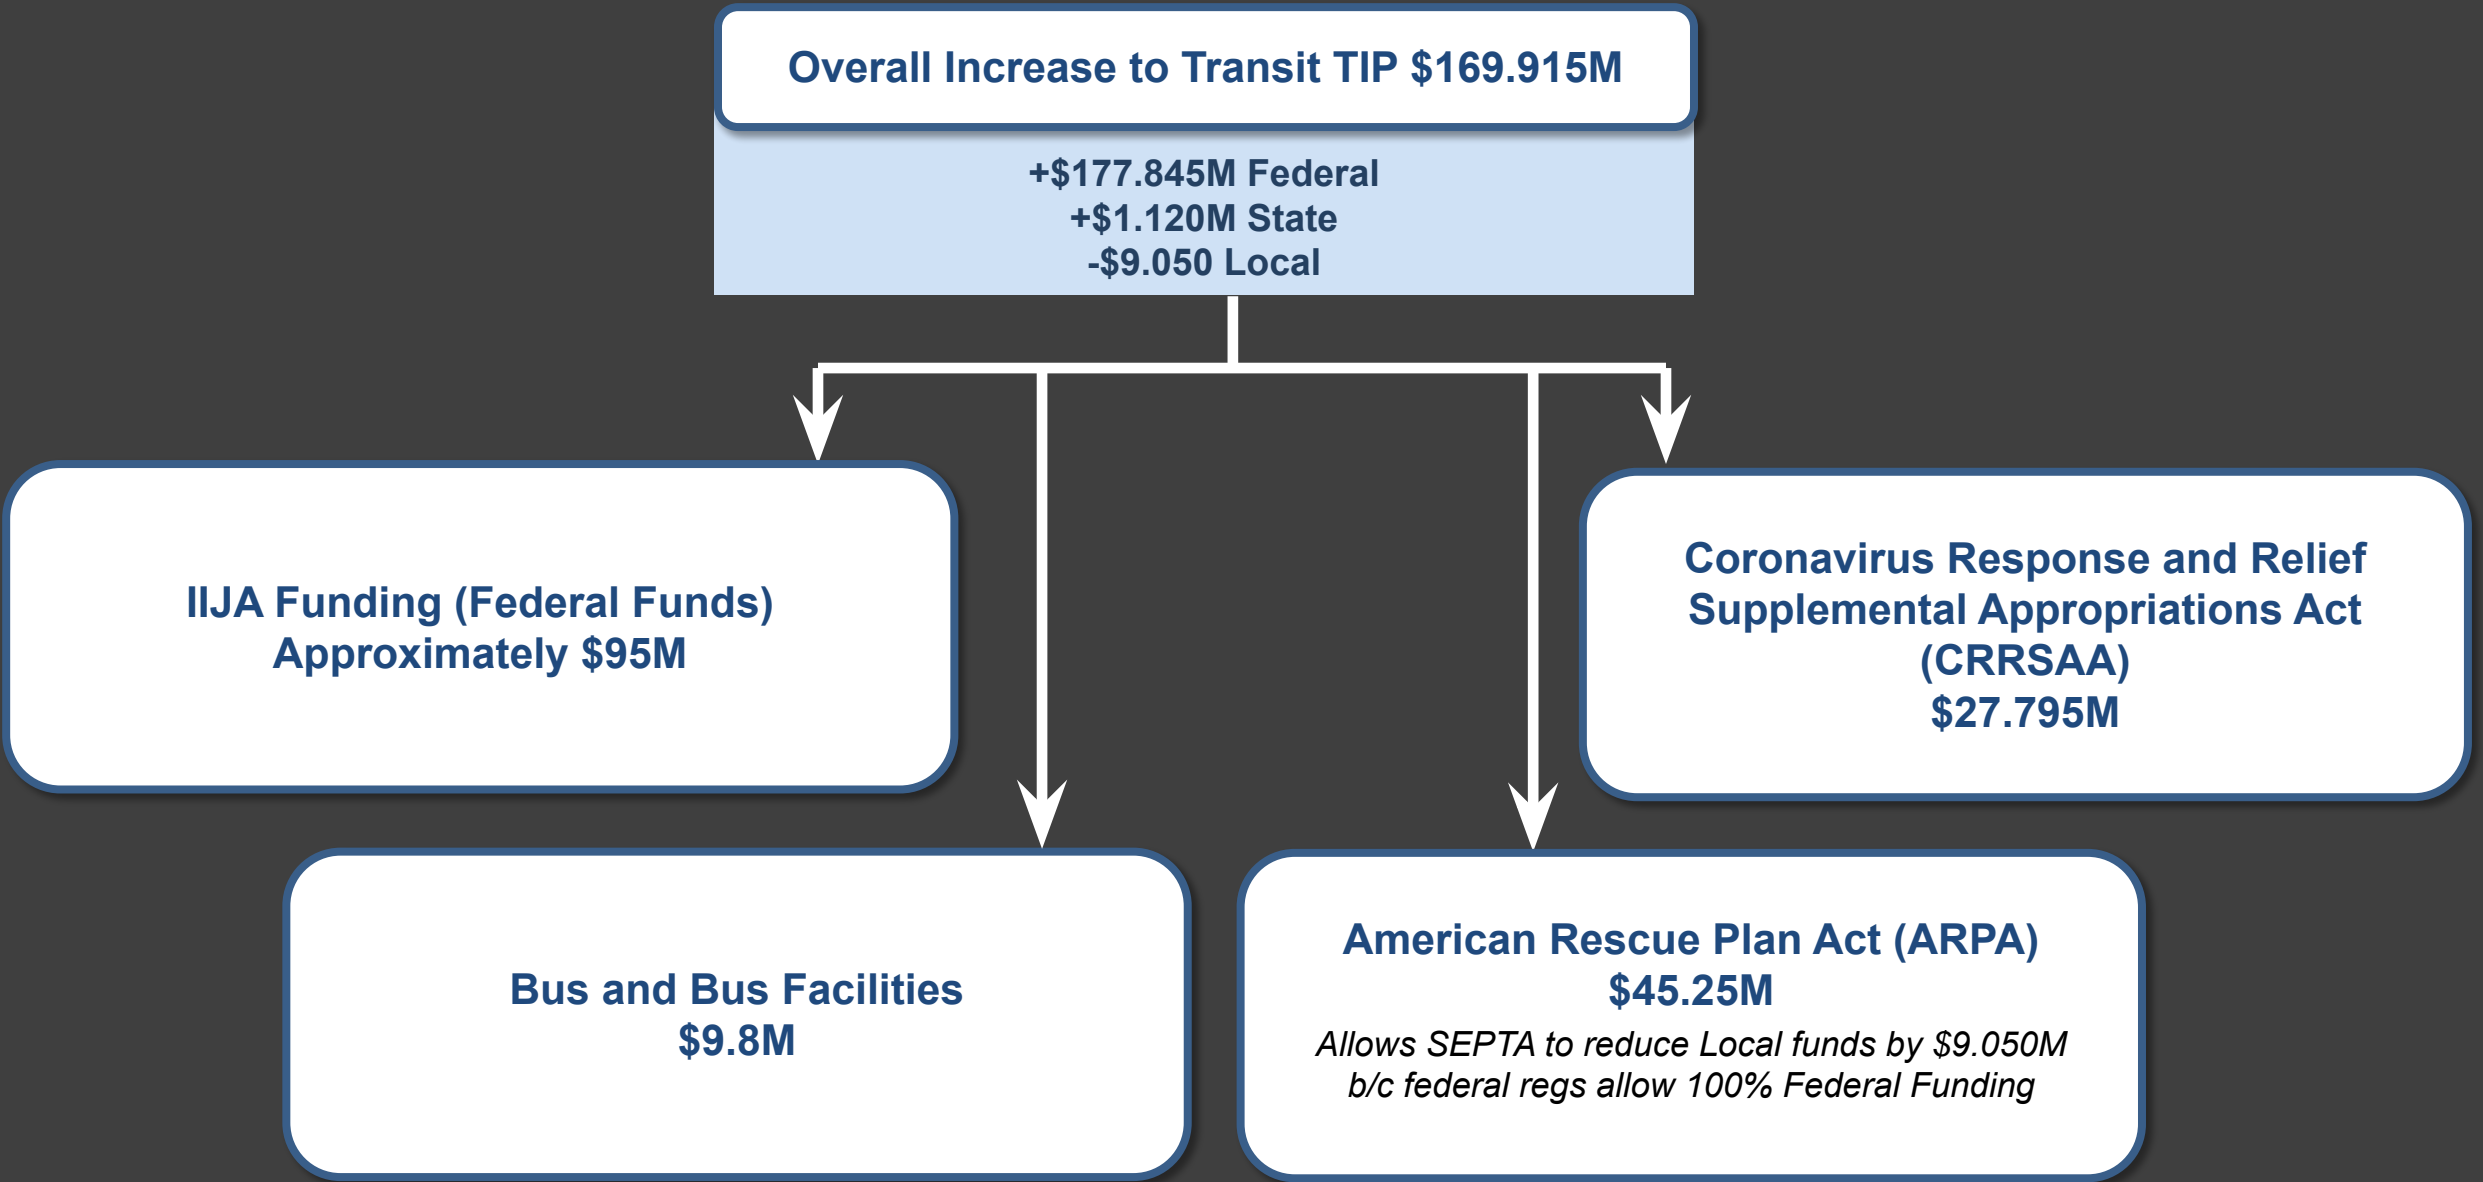 Overall Increase to Transit TIP $169.915M
+$177.845M Federal
+$1.120M State
-$9.050 Local
IIJA Funding (Federal Funds)
Approximately $95M
Coronavirus Response and Relief
Supplemental Appropriations Act
(CRRSAA)
$27.795M
Bus and Bus Facilities
$9.8M
American Rescue Plan Act (ARPA)
$45.25M
Allows SEPTA to reduce Local funds by $9.050M
b/c federal regs allow 100% Federal Funding